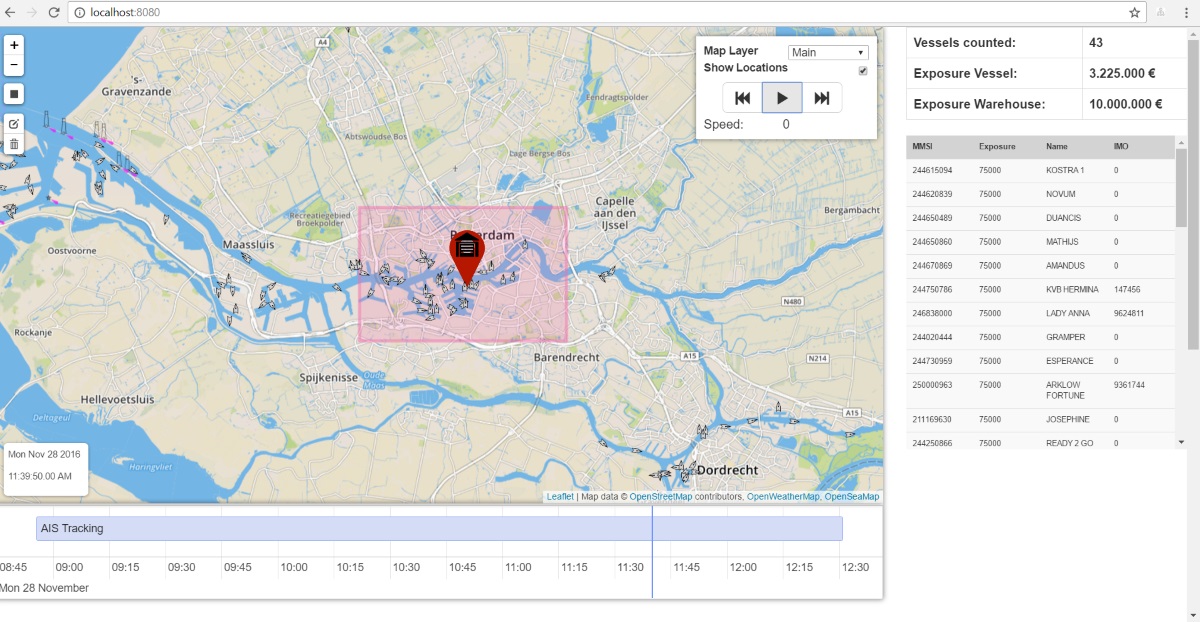 localhost:8080
+
−
A4
's-
Gravenzande
Map Layer
Main
Show Locations
Speed: 0
Eendragtspolder
Abtswoudse Bos
Lage Bergse Bos
Capelle
aan den
IJssel
Bergambacht
Recreatiegebied
Broekpolder
Rotterdam
Maassluis
Oostvoorne
N480
Rockanje
Barendrecht
A15
N214
Spijkenisse
Oude
Maas
Hellevoetsluis
Deltageul
A15
Haringvliet
Dordrecht
Mon Nov 28 2016
11:39:50.00 AM
Leaflet | Map data © OpenStreetMap contributors, OpenWeatherMap, OpenSeaMap
AIS Tracking
08:45 09:00 09:15 09:30 09:45 10:00 10:15 10:30 10:45 11:00 11:15 11:30 11:45 12:00 12:15 12:30
Mon 28 November
Vessels counted: 43
Exposure Vessel: 3.225.000 €
Exposure Warehouse: 10.000.000 €
MMSI Exposure Name IMO
244615094 75000 KOSTRA 1 0
244620839 75000 NOVUM 0
244650489 75000 DUANCIS 0
244650860 75000 MATHIJS 0
244670869 75000 AMANDUS 0
244750786 75000 KVB HERMINA 147456
246838000 75000 LADY ANNA 9624811
244020444 75000 GRAMPER 0
244730959 75000 ESPERANCE 0
250000963 75000 ARKLOW 9361744
FORTUNE
211169630 75000 JOSEPHINE 0
244250866 75000 READY 2 GO 0